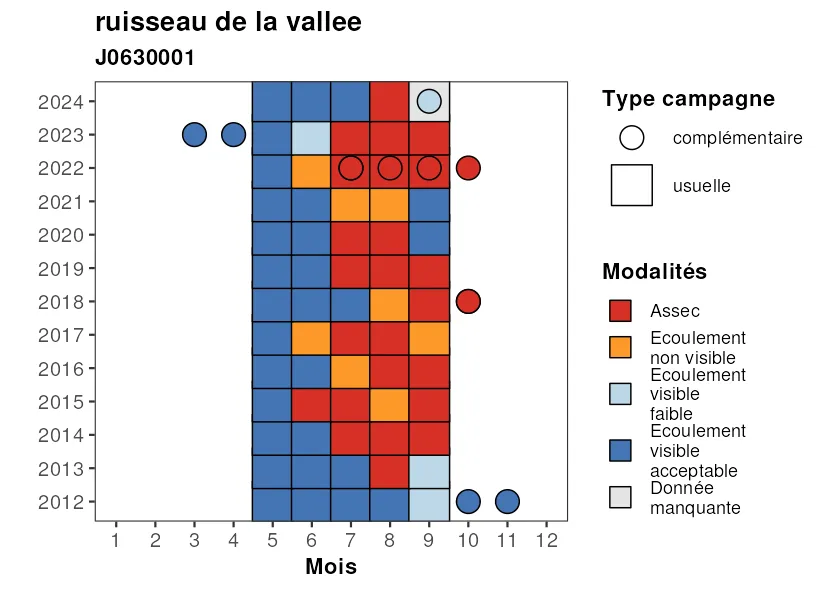 ruisseau de la vallee
J0630001
2024
2023
2022
2021
2020
2019
2018
2017
2016
2015
2014
2013
2012
1 2 3 4 5 6 7 8 9 10 11 12
Mois
Type campagne
complémentaire
usuelle
Modalités
Assec
Ecoulement
non visible
Ecoulement
visible
faible
Ecoulement
visible
acceptable
Donnée
manquante